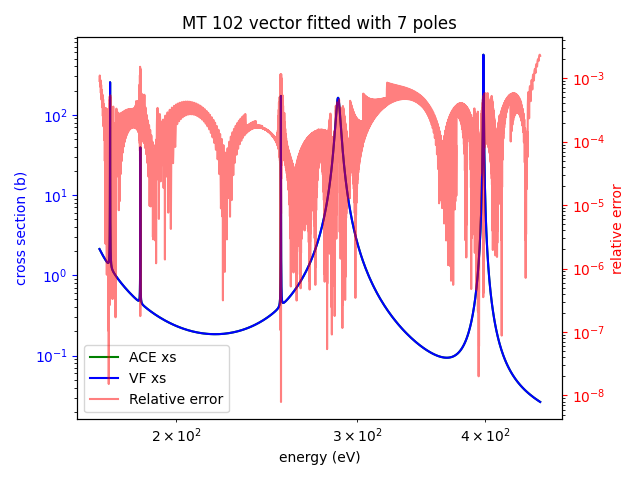 MT 102 vector fitted with 7 poles
cross section (b)
10²
10¹
10⁰
10⁻¹
10⁻³
10⁻⁴
10⁻⁵
10⁻⁶
10⁻⁷
10⁻⁸
relative error
ACE xs
VF xs
Relative error
2 × 10²
3 × 10²
4 × 10²
energy (eV)